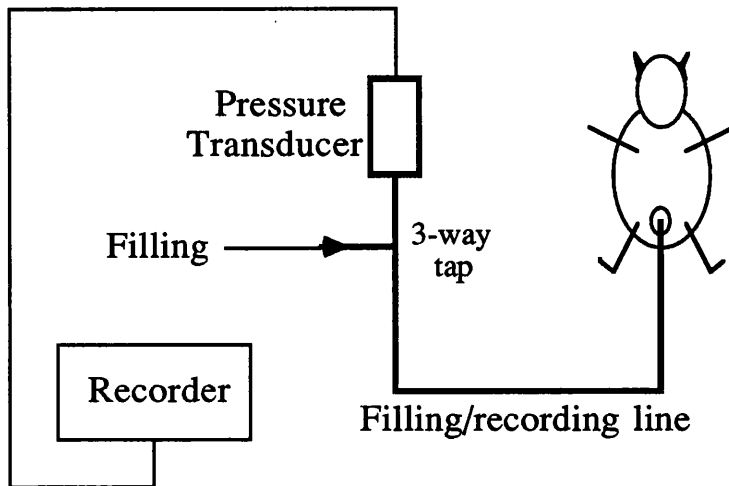 Pressure
Transducer
Filling
3-way
tap
Recorder
Filling/recording line